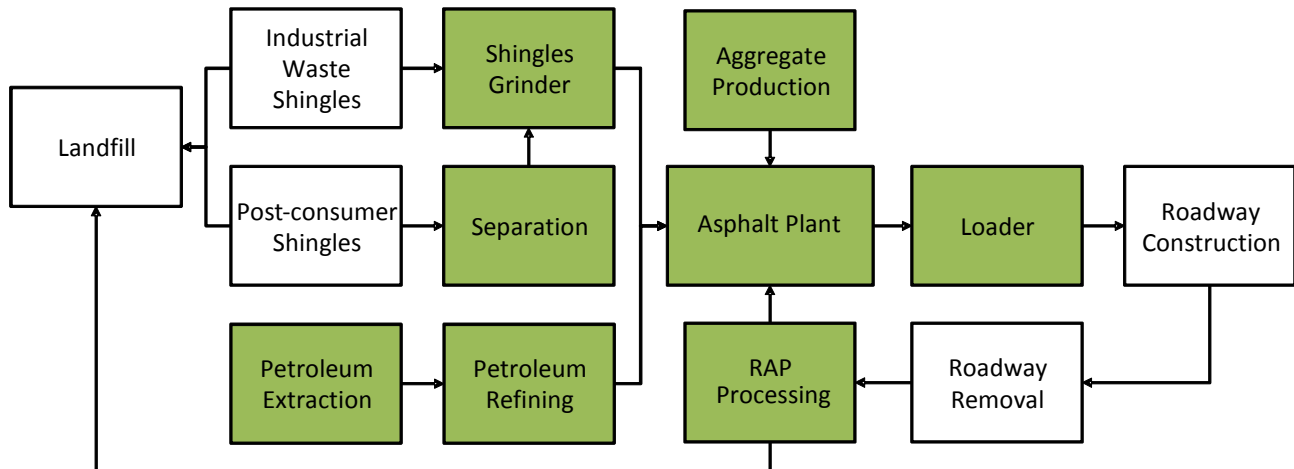 Industrial
Waste
Shingles
Shingles
Grinder
Aggregate
Production
Landfill
Post-consumer
Shingles
Separation
Asphalt Plant
Loader
Roadway
Construction
Petroleum
Extraction
Petroleum
Refining
RAP
Processing
Roadway
Removal